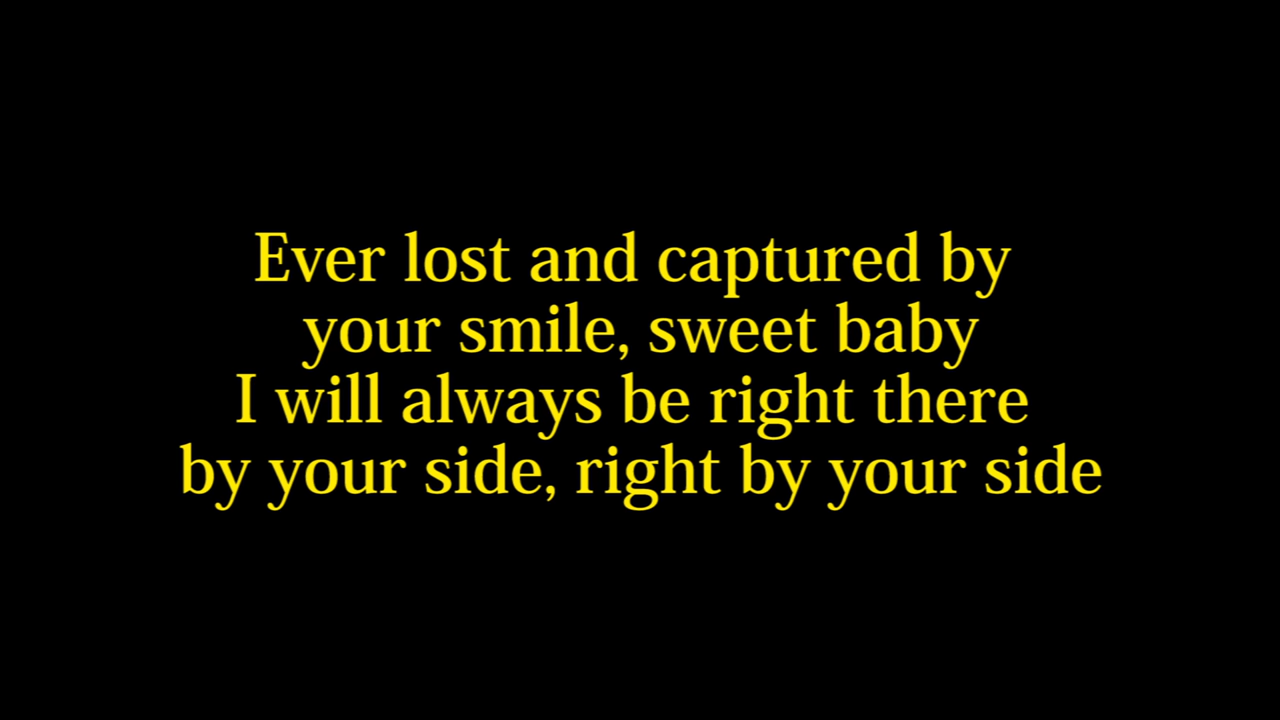 Ever lost and captured by
your smile, sweet baby
I will always be right there
by your side, right by your side